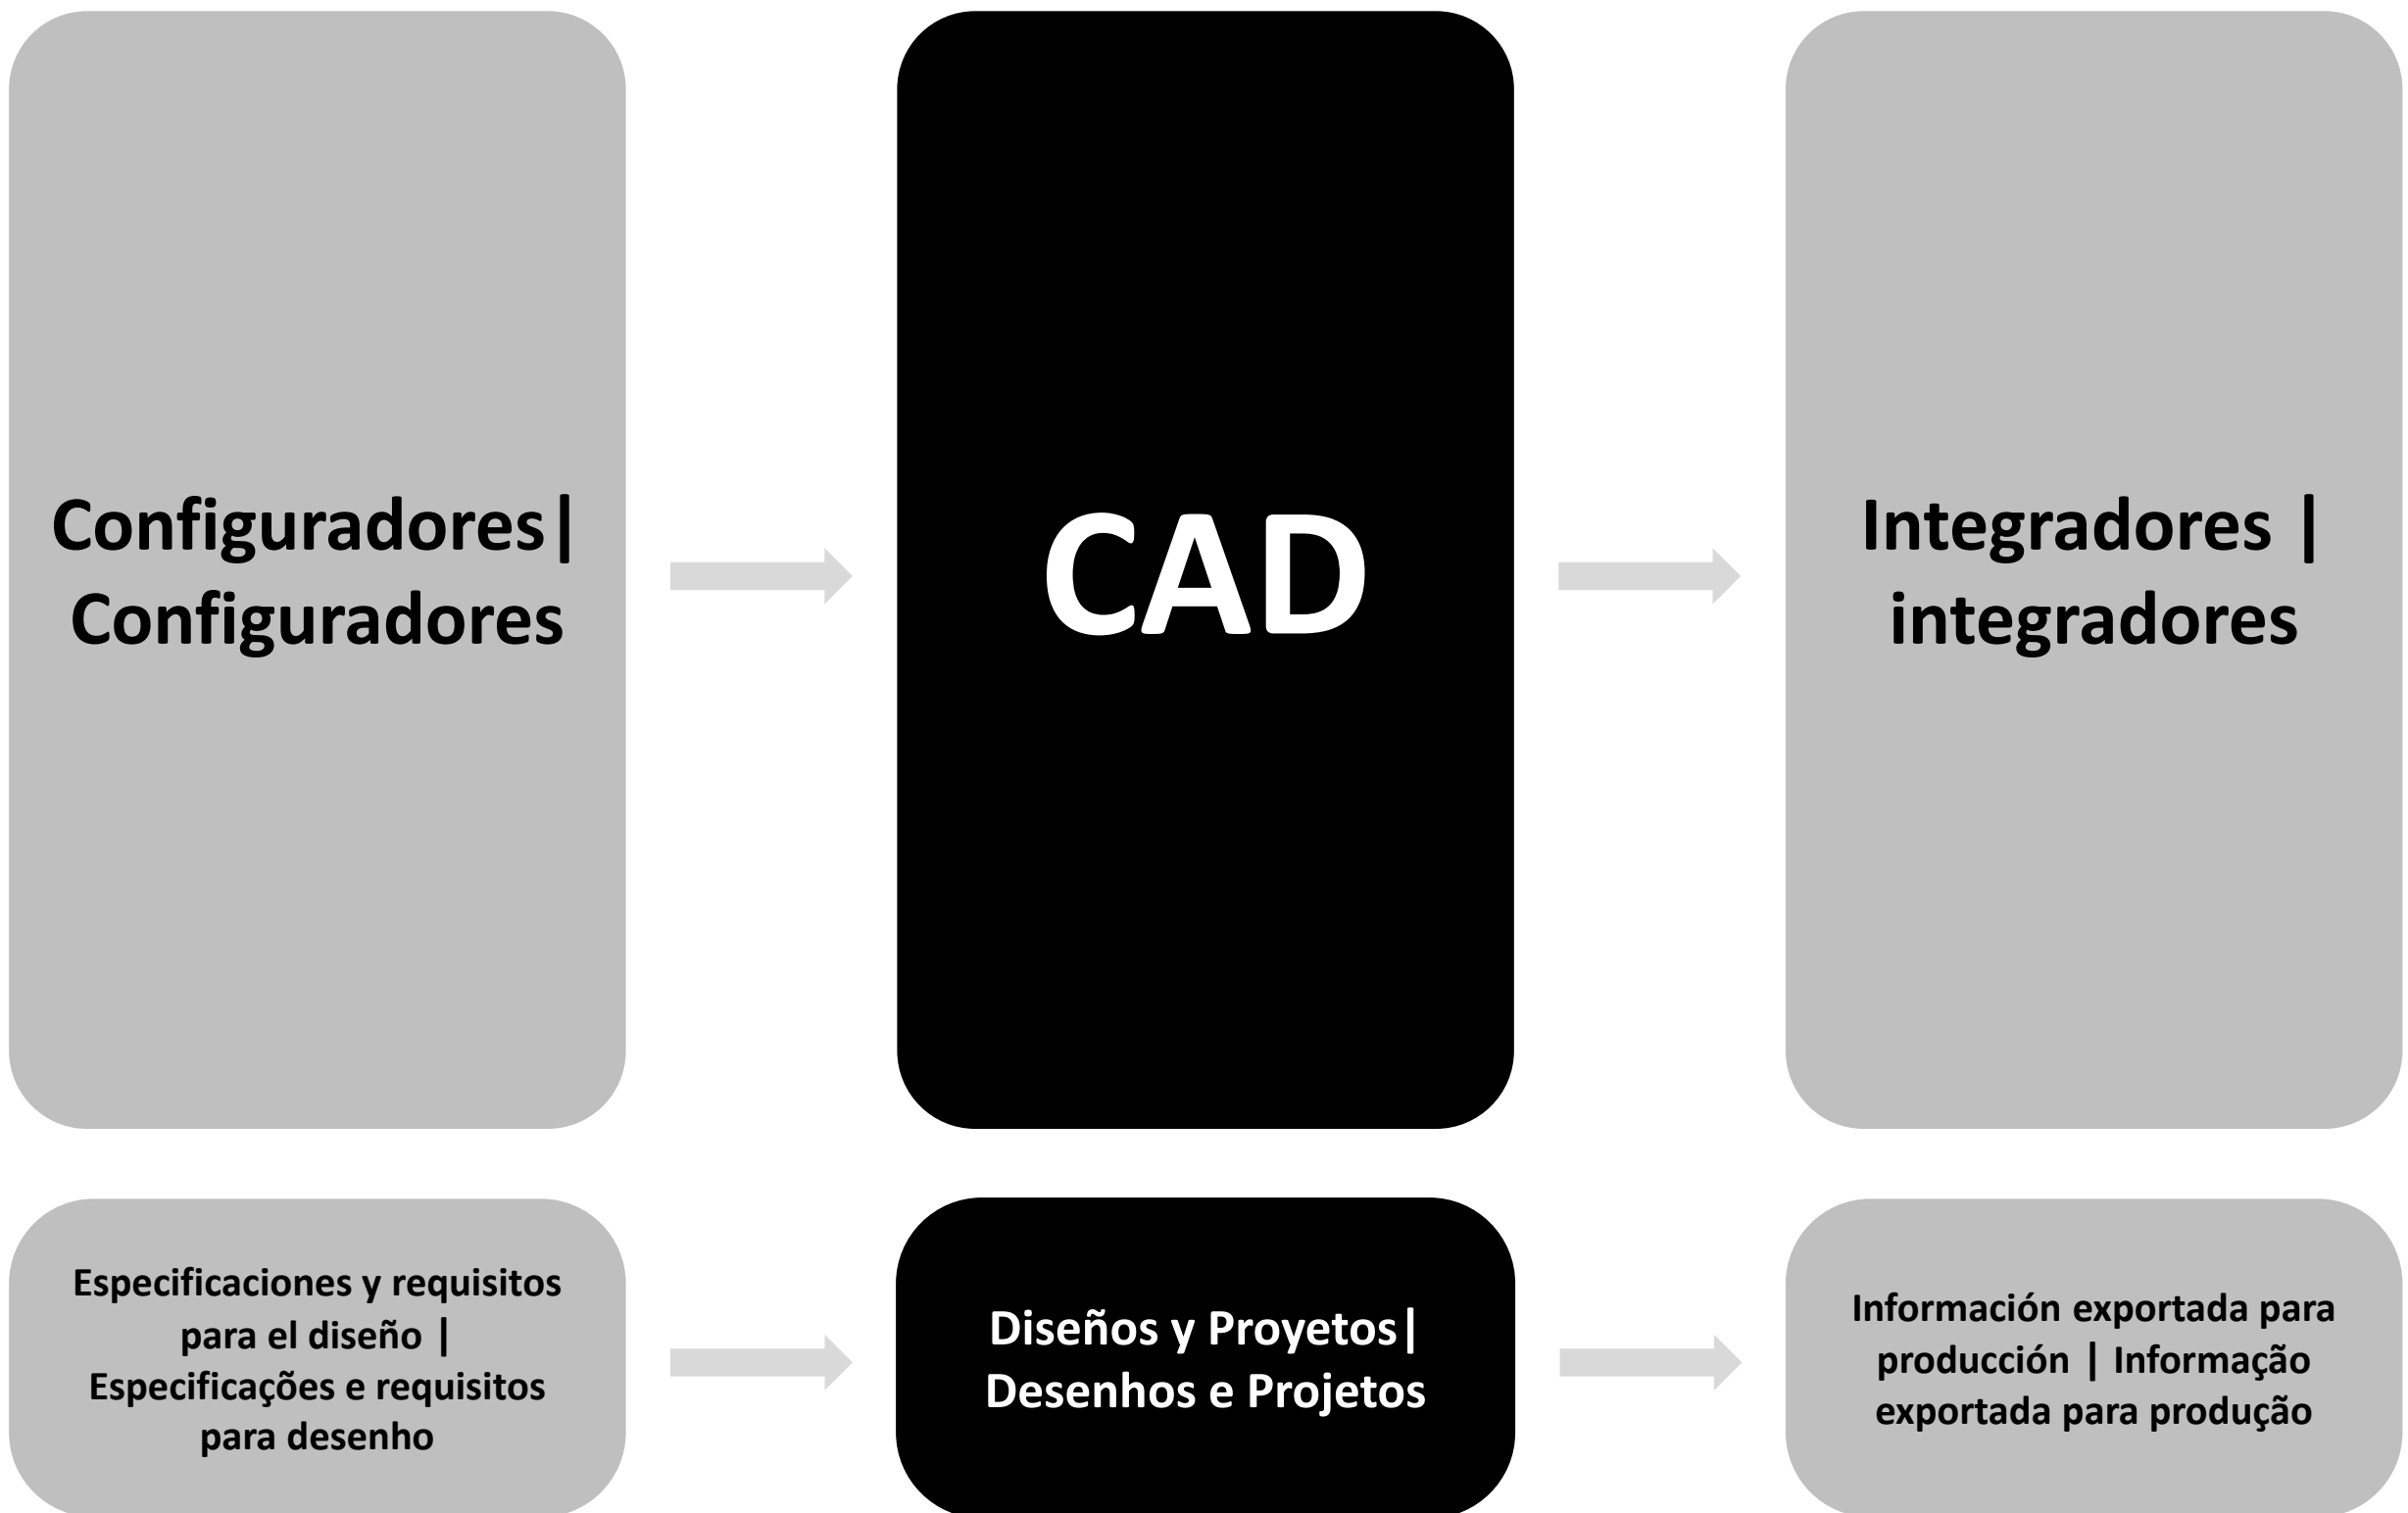 Configuradores|
Configuradores
CAD
Integradores |
integradores
Especificaciones y requisitos
para el diseño |
Especificações e requisitos
para desenho
Diseños y Proyetos|
Desenhos e Projetos
Información exportada para
producción | Informação
exportada para produção